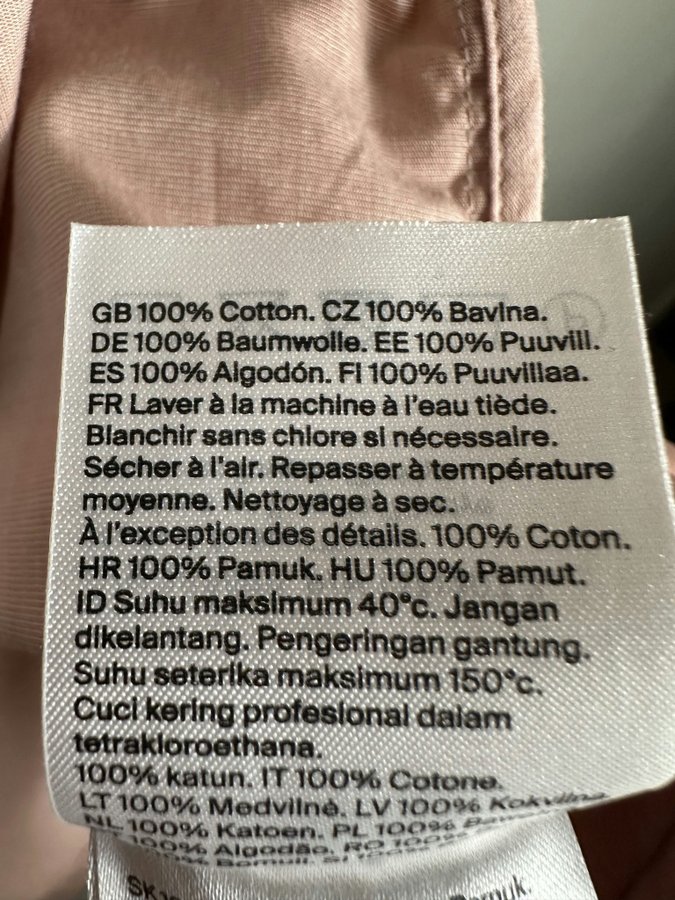 GB 100% Cotton. CZ 100% Bavlna.
DE 100% Baumwolle. EE 100% Puuvill.
ES 100% Algodón. FI 100% Puuvillaa.
FR Laver à la machine à l'eau tiède.
Blanchir sans chlore si nécessaire.
Sécher à l'air. Repasser à température
moyenne. Nettoyage à sec.
À l'exception des détails. 100% Coton.
HR 100% Pamuk. HU 100% Pamut.
ID Suhu maksimum 40°c. Jangan
dikelantang. Pengeringan gantung.
Suhu seterika maksimum 150°c.
Cuci kering profesional dalam
tetrakloroethana.
100% katun. IT 100% Cotone.
LT 100% Medvilnė. LV 100% Kokvilna.
NL 100% Katoen. PL 100%
100% Algodão. RO 100%
100% Bomull.
Pamuk.